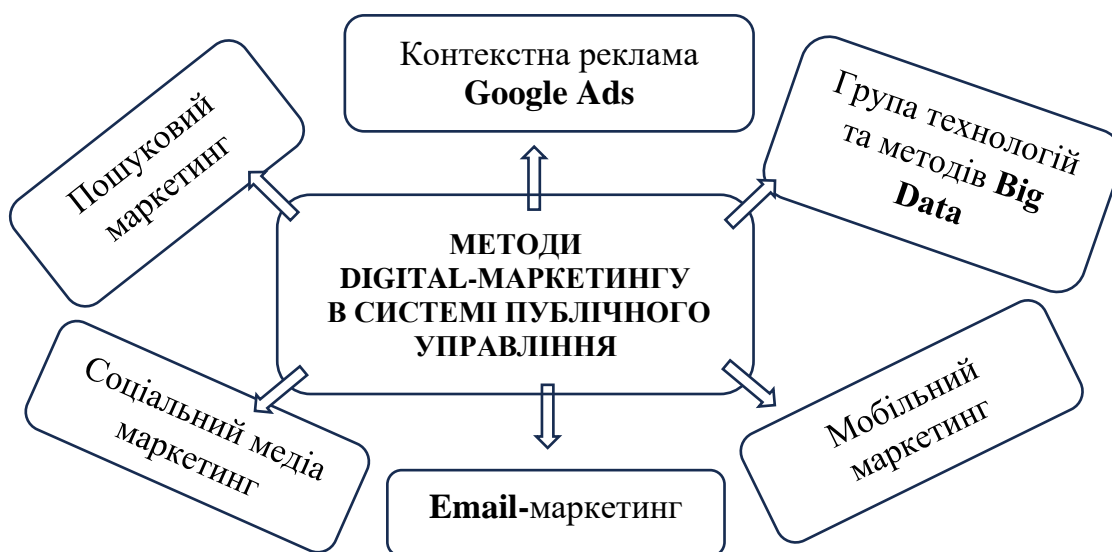 Контекстна реклама
Google Ads
Пошуковий
маркетинг
Група технологій
та методів Big
Data
МЕТОДИ
DIGITAL-МАРКЕТИНГУ
В СИСТЕМІ ПУБЛІЧНОГО
УПРАВЛІННЯ
Соціальний медіа
маркетинг
Мобільний
маркетинг
Email-маркетинг